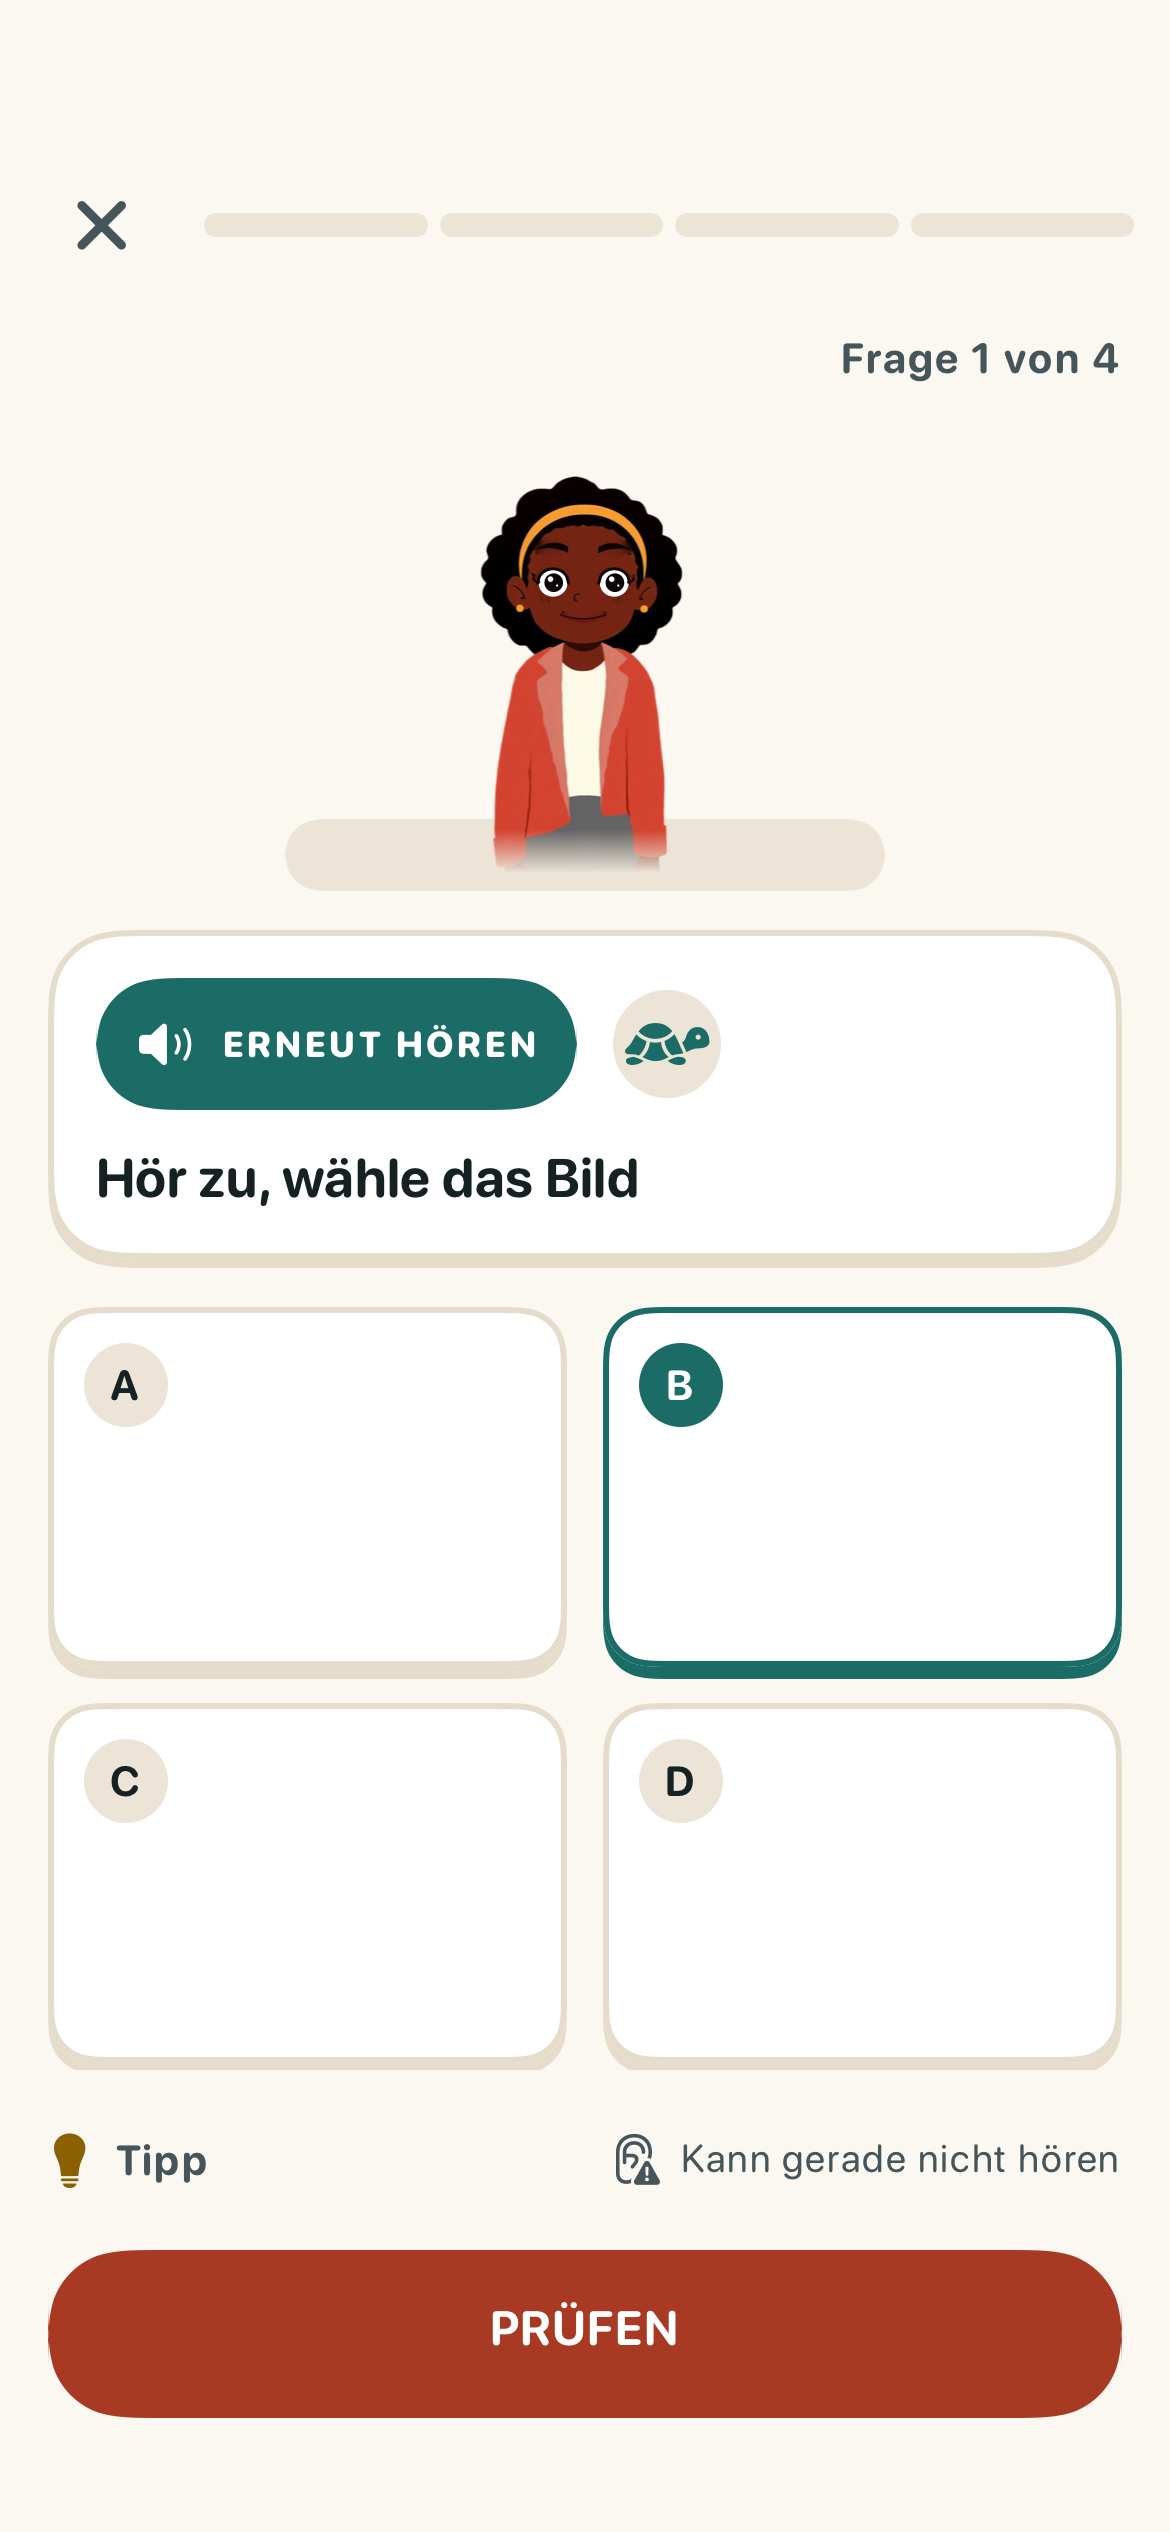 Frage 1 von 4
ERNEUT HÖREN
Hör zu, wähle das Bild
A
B
C
D
Tipp
Kann gerade nicht hören
PRÜFEN